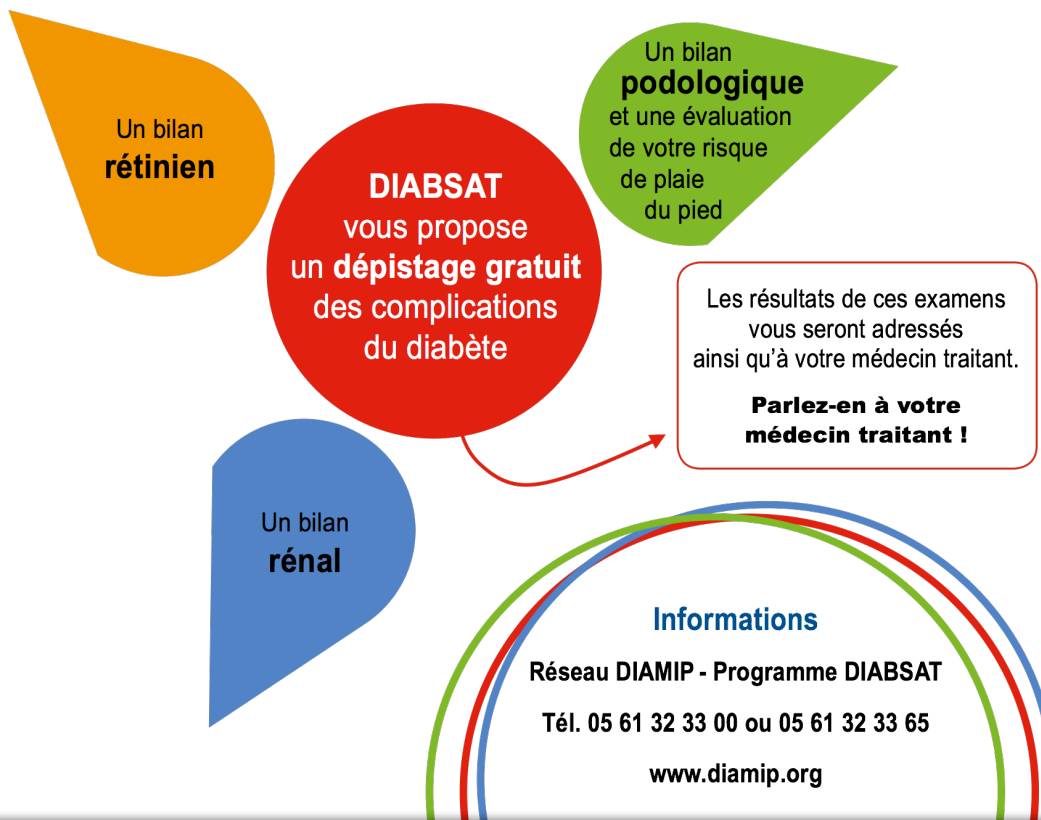 Un bilan
rétinien
DIABSAT
vous propose
un dépistage gratuit
des complications
du diabète
Un bilan
podologique
et une évaluation
de votre risque
de plaie
du pied
Les résultats de ces examens
vous seront adressés
ainsi qu'à votre médecin traitant.
Parlez-en à votre
médecin traitant !
Un bilan
rénal
Informations
Réseau DIAMIP - Programme DIABSAT
Tél. 05 61 32 33 00 ou 05 61 32 33 65
www.diamip.org